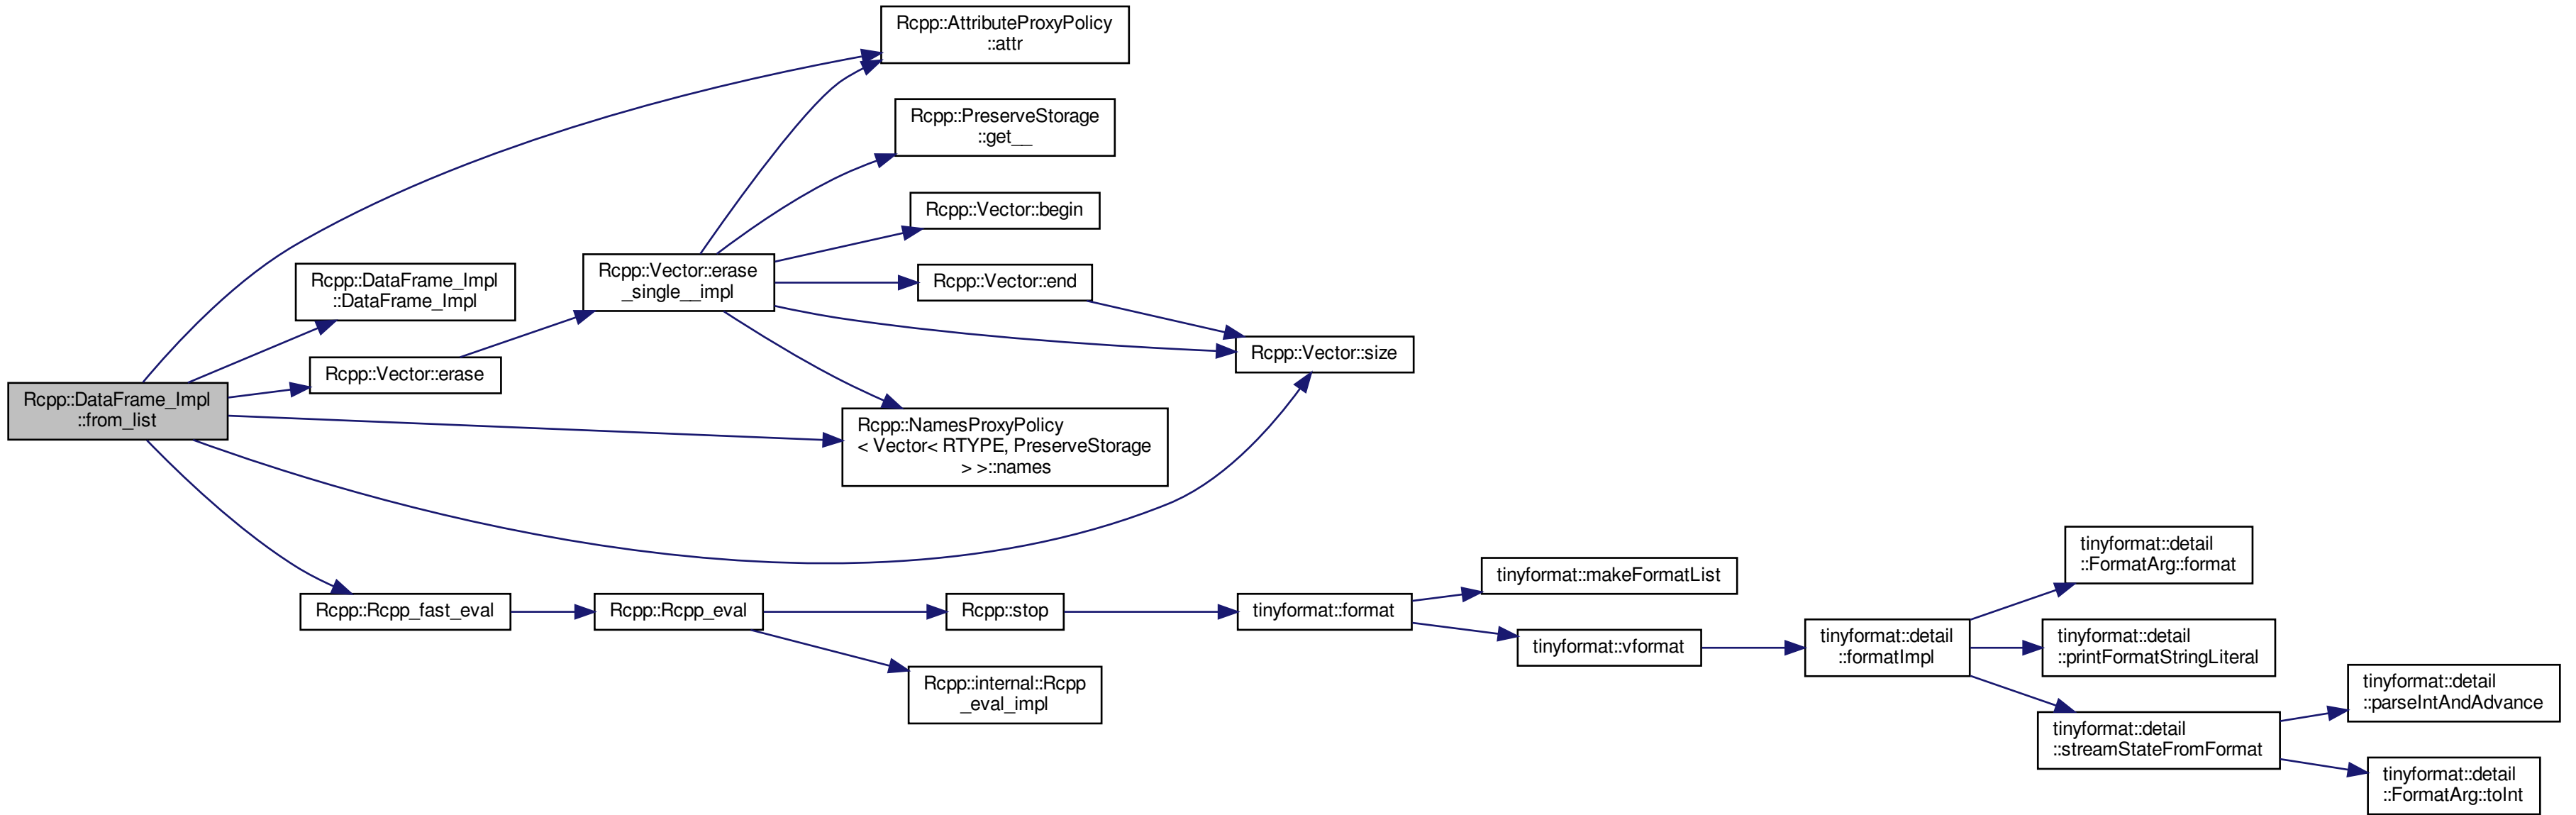 Rcpp::AttributeProxyPolicy
::attr
Rcpp::PreserveStorage
::get__
Rcpp::Vector::begin
Rcpp::DataFrame_Impl
::DataFrame_Impl
Rcpp::Vector::erase
_single__impl
Rcpp::Vector::end
Rcpp::Vector::size
Rcpp::Vector::erase
Rcpp::DataFrame_Impl
::from_list
Rcpp::NamesProxyPolicy
< Vector< RTYPE, PreserveStorage
> >::names
Rcpp::Rcpp_fast_eval
Rcpp::Rcpp_eval
Rcpp::stop
Rcpp::internal::Rcpp
_eval_impl
tinyformat::format
tinyformat::makeFormatList
tinyformat::vformat
tinyformat::detail
::formatImpl
tinyformat::detail
::FormatArg::format
tinyformat::detail
::printFormatStringLiteral
tinyformat::detail
::streamStateFromFormat
tinyformat::detail
::parseIntAndAdvance
tinyformat::detail
::FormatArg::toInt